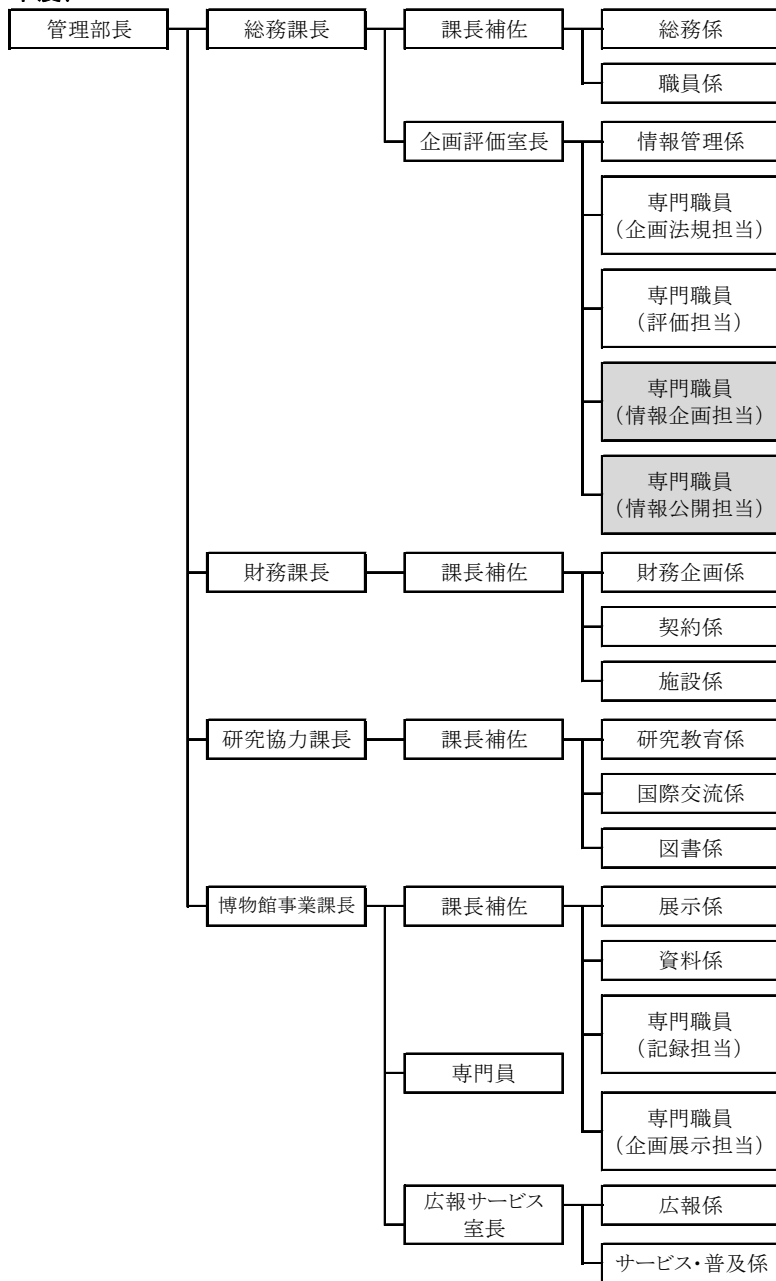 管理部長
総務課長
課長補佐
総務係
職員係
企画評価室長
情報管理係
専門職員
（企画法規担当）
専門職員
（評価担当）
専門職員
（情報企画担当）
専門職員
（情報公開担当）
財務課長
課長補佐
財務企画係
契約係
施設係
研究協力課長
課長補佐
研究教育係
国際交流係
図書係
博物館事業課長
課長補佐
展示係
資料係
専門職員
（記録担当）
専門員
専門職員
（企画展示担当）
広報サービス
室長
広報係
サービス・普及係